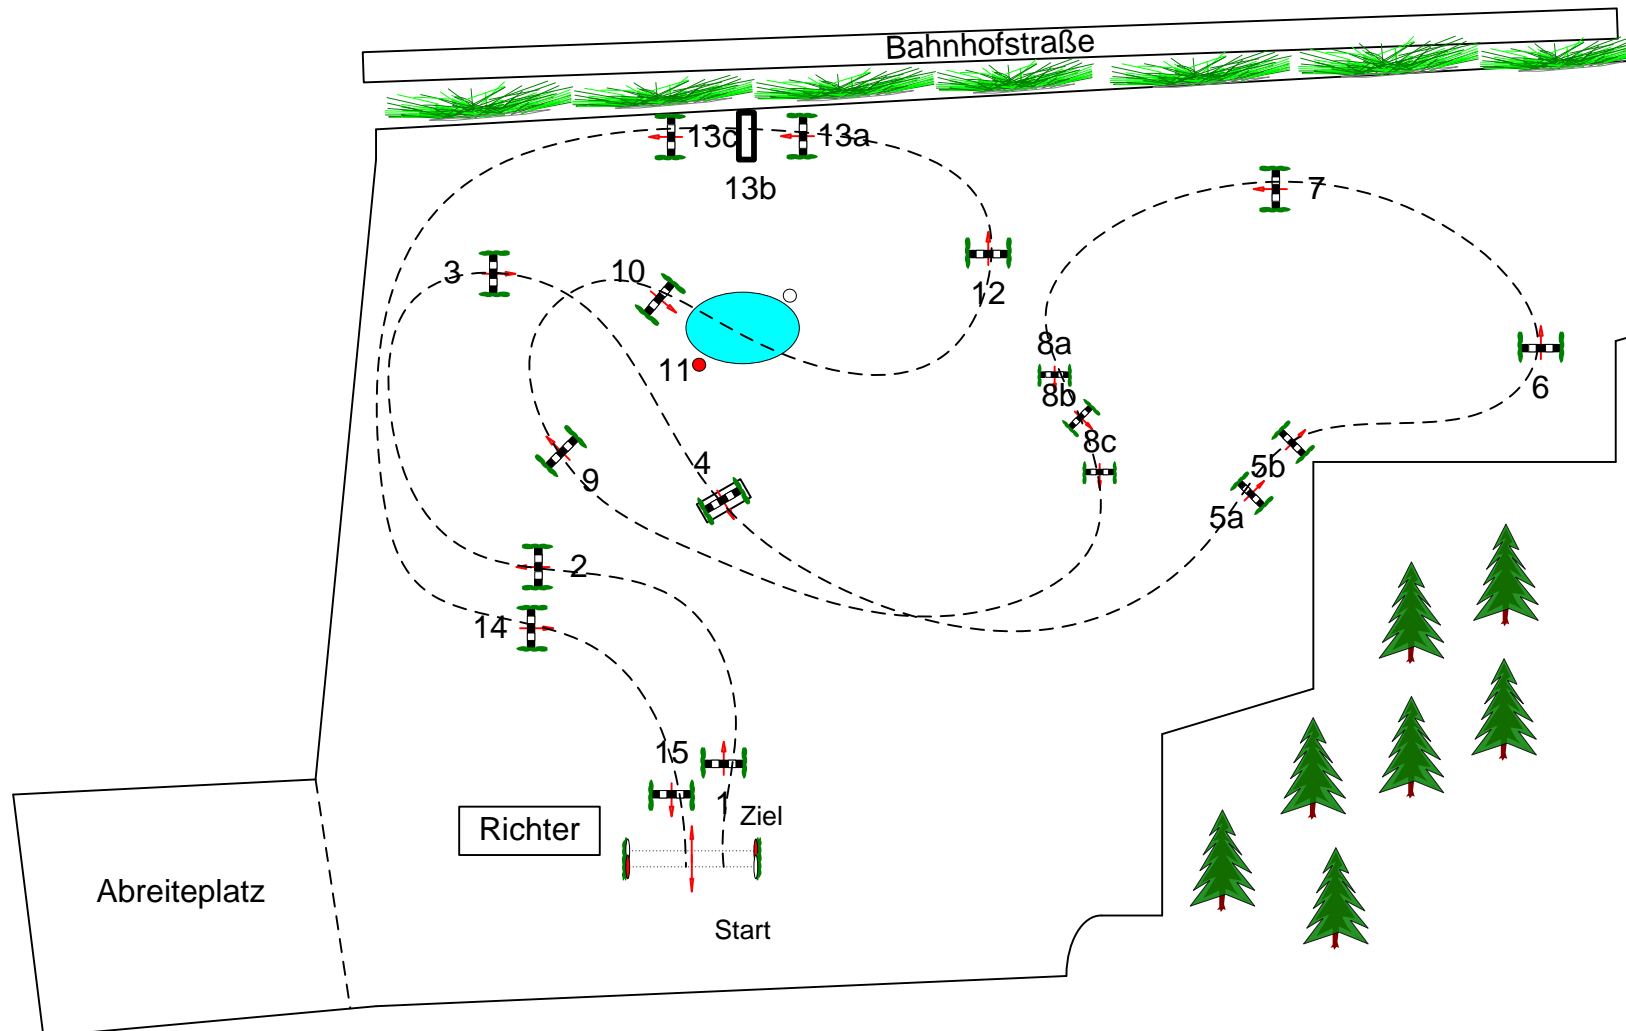 Bahnhofstraße
13c
13a
13b
7
3
10
12
8a
11
8b
6
8c
4
5b
9
5a
2
14
15
1
Ziel
Richter
Abreiteplatz
Start